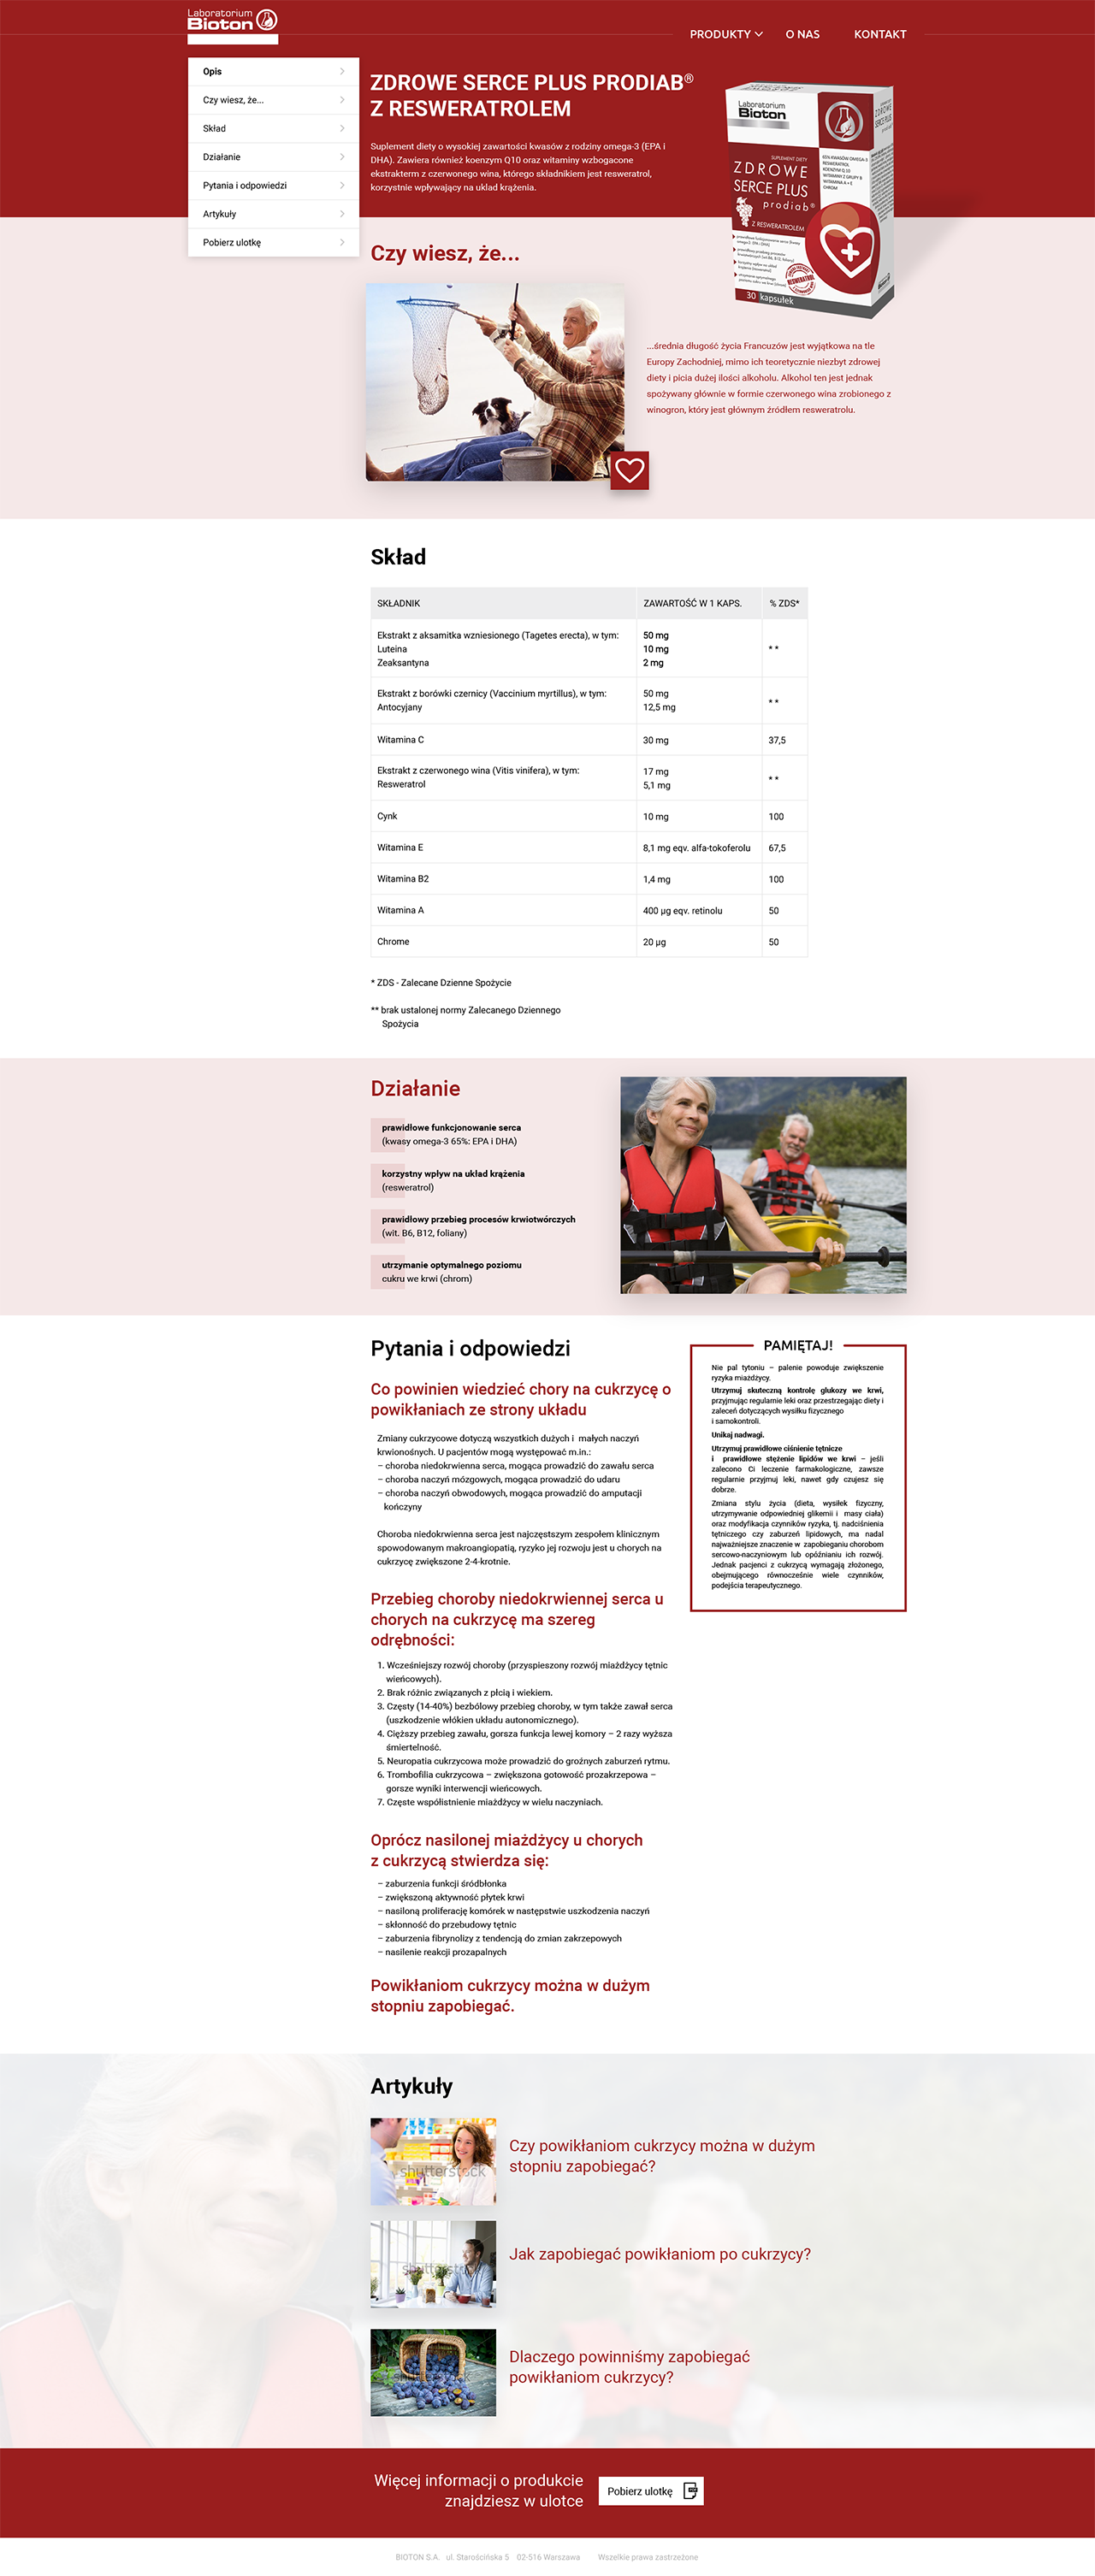 Laboratorium
Bioton
PRODUKTY
O NAS
KONTAKT
Opis
Czy wiesz, że...
Skład
Działanie
Pytania i odpowiedzi
Artykuły
Pobierz ulotkę
ZDROWE SERCE PLUS PRODIAB®
Z RESWERATROLEM
Suplement diety o wysokiej zawartości kwasów z rodziny omega-3 (EPA i
DHA). Zawiera również koenzym Q10 oraz witaminy wzbogacone
ekstrakterm z czerwonego wina, którego składnikiem jest resweratrol,
korzystnie wpływający na układ krążenia.
Laboratorium
Bioton
SUPLEMENT DIETY
ZDROWE
SERCE PLUS
prodiab®
Z RESWERATROLEM
65% KWASÓW OMEGA-3
RESWERATROL
KOENZYM Q 10
WITAMINY Z GRUPY B
WITAMINA A + E
CHROM
30 kapsułek
Czy wiesz, że...
...średnia długość życia Francuzów jest wyjątkowa na tle
Europy Zachodniej, mimo ich teoretycznie niezbyt zdrowej
diety i picia dużej ilości alkoholu. Alkohol ten jest jednak
spożywany głównie w formie czerwonego wina zrobionego z
winogron, który jest głównym źródłem resweratrolu.
Skład
SKŁADNIK ZAWARTOŚĆ W 1 KAPS. % ZDS*
Ekstrakt z aksamitka wzniesionego (Tagetes erecta), w tym: 50 mg
Luteina 10 mg * *
Zeaksantyna 2 mg
Ekstrakt z borówki czernicy (Vaccinium myrtillus), w tym: 50 mg
Antocyjany 12,5 mg * *
Witamina C 30 mg 37,5
Ekstrakt z czerwonego wina (Vitis vinifera), w tym: 17 mg
Resweratrol 5,1 mg * *
Cynk 10 mg 100
Witamina E 8,1 mg eqv. alfa-tokoferolu 67,5
Witamina B2 1,4 mg 100
Witamina A 400 µg eqv. retinolu 50
Chrome 20 µg 50
* ZDS - Zalecane Dzienne Spożycie
** brak ustalonej normy Zalecanego Dziennego
Spożycia
Działanie
prawidłowe funkcjonowanie serca
(kwasy omega-3 65%: EPA i DHA)
korzystny wpływ na układ krążenia
(resweratrol)
prawidłowy przebieg procesów krwiotwórczych
(wit. B6, B12, foliany)
utrzymanie optymalnego poziomu
cukru we krwi (chrom)
Pytania i odpowiedzi
Co powinien wiedzieć chory na cukrzycę o
powikłaniach ze strony układu
Zmiany cukrzycowe dotyczą wszystkich dużych i małych naczyń
krwionośnych. U pacjentów mogą występować m.in.:
– choroba niedokrwienna serca, mogąca prowadzić do zawału serca
– choroba naczyń mózgowych, mogąca prowadzić do udaru
– choroba naczyń obwodowych, mogąca prowadzić do amputacji
kończyny
Choroba niedokrwienna serca jest najczęstszym zespołem klinicznym
spowodowanym makroangiopatią, ryzyko jej rozwoju jest u chorych na
cukrzycę zwiększone 2-4-krotnie.
Przebieg choroby niedokrwiennej serca u
chorych na cukrzycę ma szereg
odrębności:
1. Wcześniejszy rozwój choroby (przyspieszony rozwój miażdżycy tętnic
wieńcowych).
2. Brak różnic związanych z płcią i wiekiem.
3. Częsty (14-40%) bezbólowy przebieg choroby, w tym także zawał serca
(uszkodzenie włókien układu autonomicznego).
4. Cięższy przebieg zawału, gorsza funkcja lewej komory – 2 razy wyższa
śmiertelność.
5. Neuropatia cukrzycowa może prowadzić do groźnych zaburzeń rytmu.
6. Trombofilia cukrzycowa – zwiększona gotowość prozakrzepowa –
gorsze wyniki interwencji wieńcowych.
7. Częste współistnienie miażdżycy w wielu naczyniach.
Oprócz nasilonej miażdżycy u chorych
z cukrzycą stwierdza się:
– zaburzenia funkcji śródbłonka
– zwiększoną aktywność płytek krwi
– nasiloną proliferację komórek w następstwie uszkodzenia naczyń
– skłonność do przebudowy tętnic
– zaburzenia fibrynolizy z tendencją do zmian zakrzepowych
– nasilenie reakcji prozapalnych
Powikłaniom cukrzycy można w dużym
stopniu zapobiegać.
PAMIĘTAJ!
Nie pal tytoniu – palenie powoduje zwiększenie
ryzyka miażdżycy.
Utrzymuj skuteczną kontrolę glukozy we krwi,
przyjmując regularnie leki oraz przestrzegając diety i
zaleceń dotyczących wysiłku fizycznego
i samokontroli.
Unikaj nadwagi.
Utrzymuj prawidłowe ciśnienie tętnicze
i prawidłowe stężenie lipidów we krwi – jeśli
zalecono Ci leczenie farmakologiczne, zawsze
regularnie przyjmuj leki, nawet gdy czujesz się
dobrze.
Zmiana stylu życia (dieta, wysiłek fizyczny,
utrzymywanie odpowiedniej glikemii i masy ciała)
oraz modyfikacja czynników ryzyka, tj. nadciśnienia
tętniczego czy zaburzeń lipidowych, ma nadal
najważniejsze znaczenie w zapobieganiu chorobom
sercowo-naczyniowym lub opóźnianiu ich rozwój.
Jednak pacjenci z cukrzycą wymagają złożonego,
obejmującego równocześnie wiele czynników,
podejścia terapeutycznego.
Artykuły
shutterstock
Czy powikłaniom cukrzycy można w dużym
stopniu zapobiegać?
Jak zapobiegać powikłaniom po cukrzycy?
Dlaczego powinniśmy zapobiegać
powikłaniom cukrzycy?
Więcej informacji o produkcie
znajdziesz w ulotce
Pobierz ulotkę
BIOTON S.A. ul. Starościńska 5 02-516 Warszawa Wszelkie prawa zastrzeżone